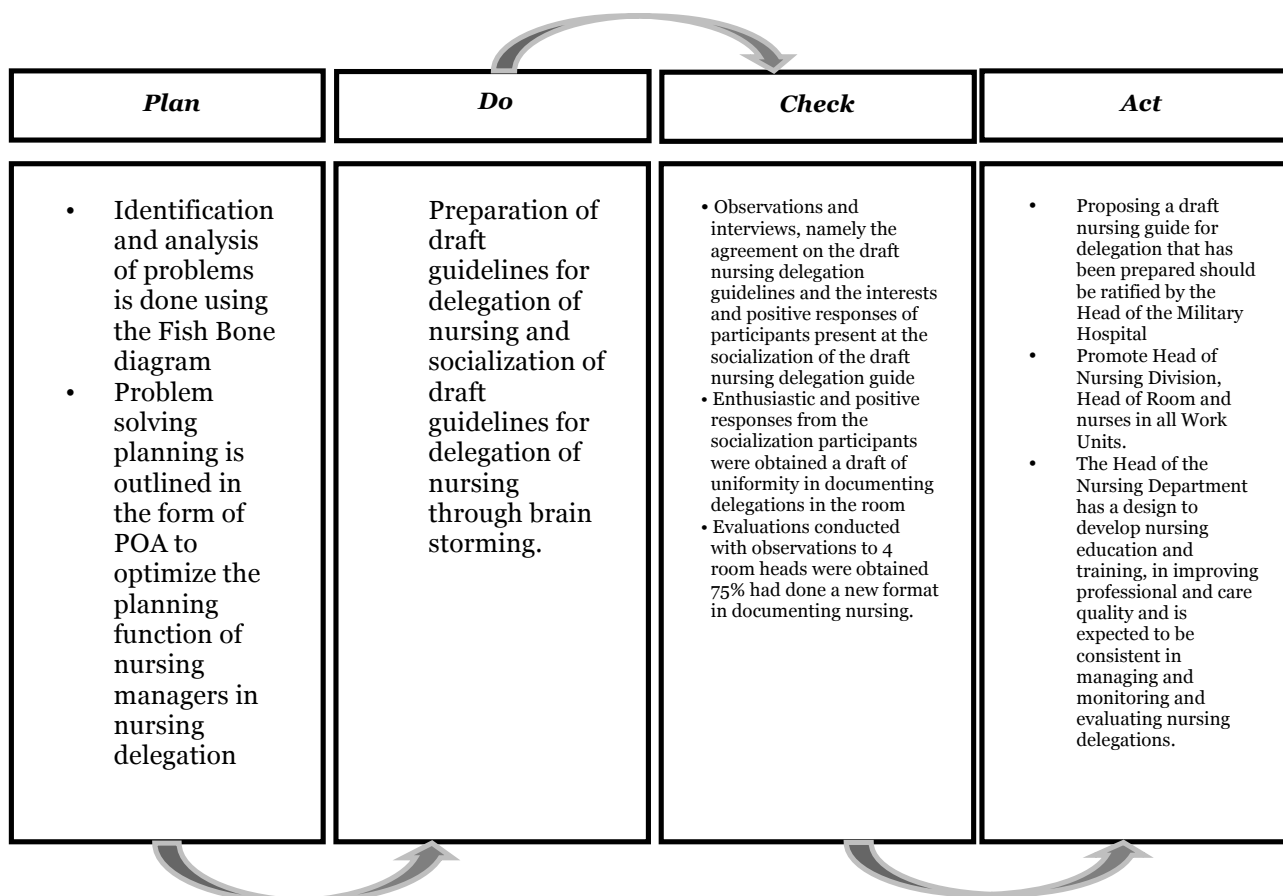 Plan
Do
Check
Act
• Identification
and analysis
of problems
is done using
the Fish Bone
diagram
• Problem
solving
planning is
outlined in
the form of
POA to
optimize the
planning
function of
nursing
managers in
nursing
delegation
Preparation of
draft
guidelines for
delegation of
nursing and
socialization of
draft
guidelines for
delegation of
nursing
through brain
storming.
• Observations and
interviews, namely the
agreement on the draft
nursing delegation
guidelines and the interests
and positive responses of
participants present at the
socialization of the draft
nursing delegation guide
• Enthusiastic and positive
responses from the
socialization participants
were obtained a draft of
uniformity in documenting
delegations in the room
• Evaluations conducted
with observations to 4
room heads were obtained
75% had done a new format
in documenting nursing.
• Proposing a draft
nursing guide for
delegation that has
been prepared should
be ratified by the
Head of the Military
Hospital
• Promote Head of
Nursing Division,
Head of Room and
nurses in all Work
Units.
• The Head of the
Nursing Department
has a design to
develop nursing
education and
training, in improving
professional and care
quality and is
expected to be
consistent in
managing and
monitoring and
evaluating nursing
delegations.